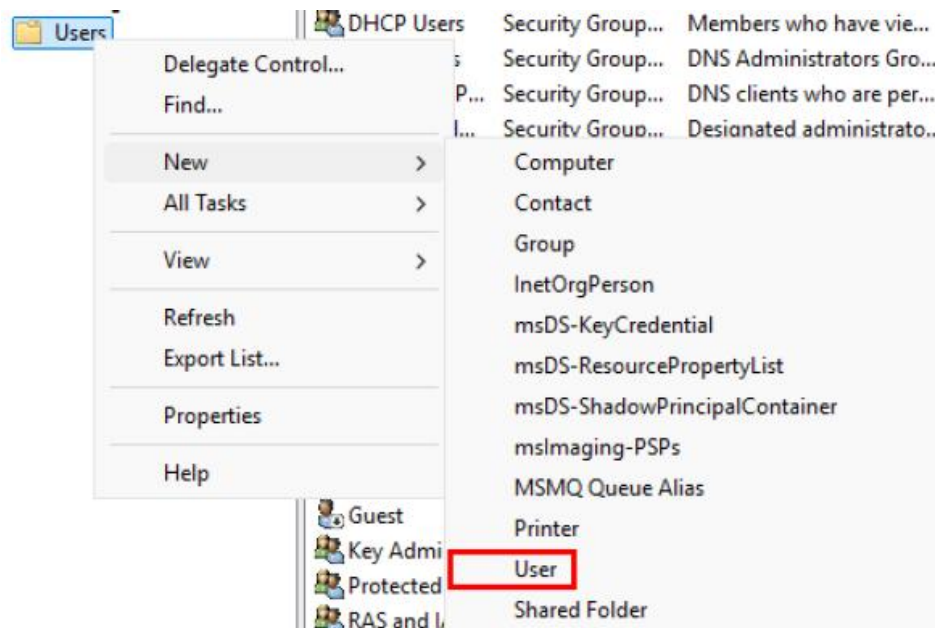 Users
DHCP Users Security Group... Members who have vie...
Security Group... DNS Administrators Gro...
P... Security Group... DNS clients who are per...
Security Group... Designated administrato..
Delegate Control...
Find...
New
All Tasks
View
Refresh
Export List...
Properties
Help
Computer
Contact
Group
InetOrgPerson
msDS-KeyCredential
msDS-ResourcePropertyList
msDS-ShadowPrincipalContainer
msImaging-PSPs
MSMQ Queue Alias
Printer
User
Shared Folder
Guest
Key Admi
Protected
RAS and